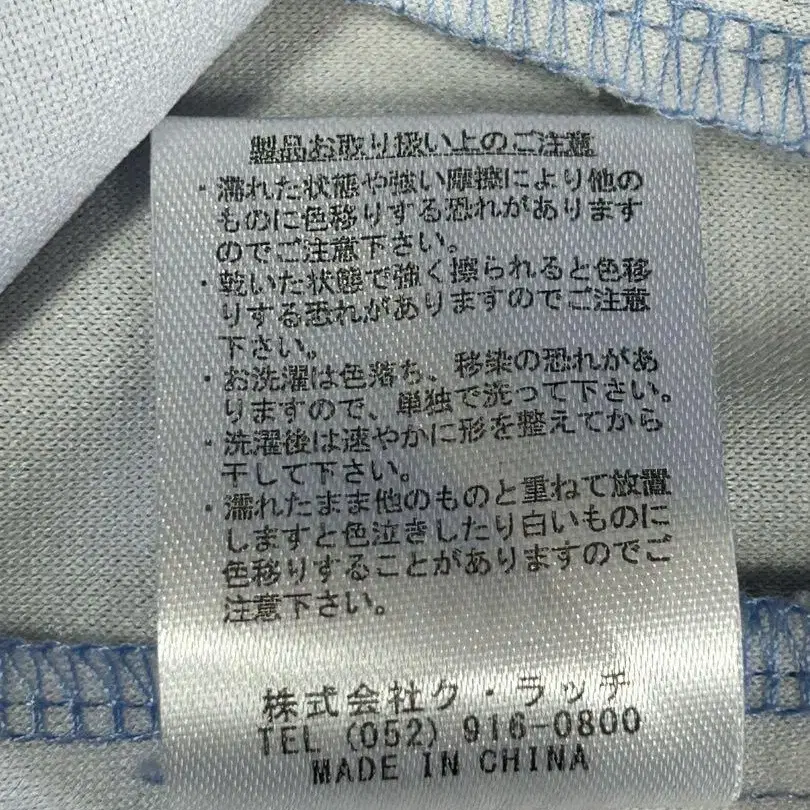 製品お取り扱い上のご注意
・濡れた状態や強い摩擦により他の
ものに色移りする恐れがあります
のでご注意下さい。
・乾いた状態で強く擦られると色移
りする恐れがありますのでご注意
下さい。
・お洗濯は色落ち、移染の恐れがあ
りますので、単独で洗って下さい。
・洗濯後は速やかに形を整えてから
干して下さい。
・濡れたまま他のものと重ねて放置
しますと色泣きしたり白いものに
色移りすることがありますのでご
注意下さい。
株式会社ク・ラッチ
TEL (052) 916-0800
MADE IN CHINA